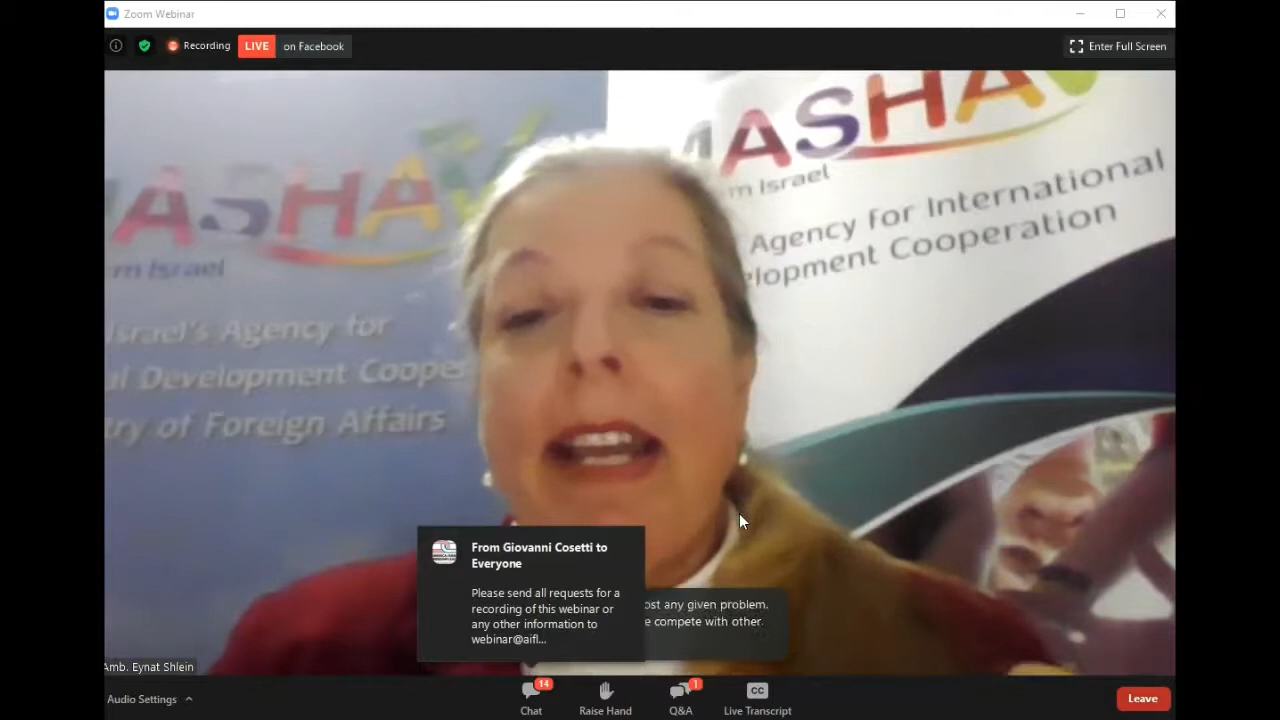 Zoom Webinar
Recording
LIVE
on Facebook
Enter Full Screen
ASHA
m Israel
Israel's Agency for
al Development Cooper
try of Foreign Affairs
MASHAV
m Israel
Agency for International
elopment Cooperation
From Giovanni Cosetti to
Everyone
Please send all requests for a
recording of this webinar or
any other information to
webinar@aifl...
ost any given problem.
e compete with other.
Amb. Eynat Shlein
Audio Settings
14
Chat
Raise Hand
1
Q&A
CC
Live Transcript
Leave